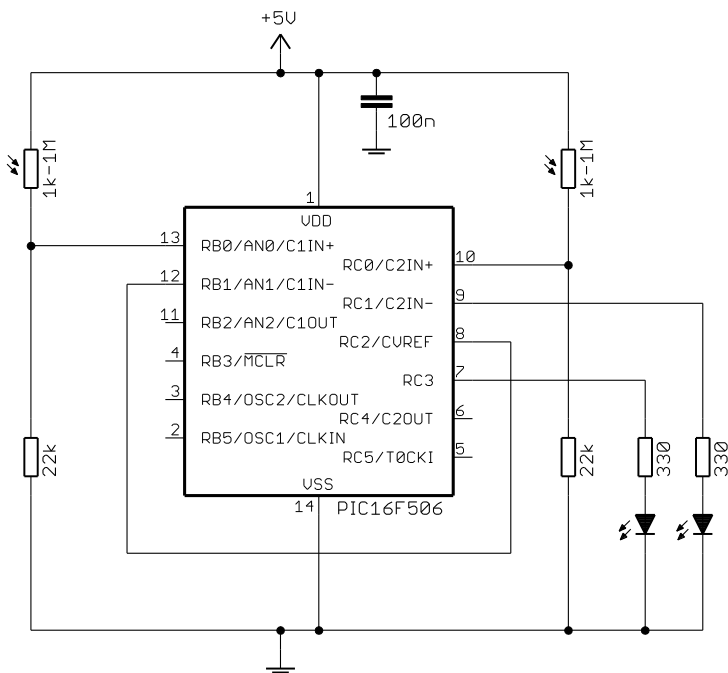 +5V
100n
1k-1M
1k-1M
1
VDD
13
RB0/AN0/C1IN+
10
RC0/C2IN+
12
RB1/AN1/C1IN-
9
RC1/C2IN-
11
RB2/AN2/C1OUT
8
RC2/CVREF
4
RB3/MCLR
7
RC3
3
RB4/OSC2/CLKOUT
6
RC4/C2OUT
2
RB5/OSC1/CLKIN
5
RC5/T0CKI
22k
22k
330
330
VSS
14
PIC16F506